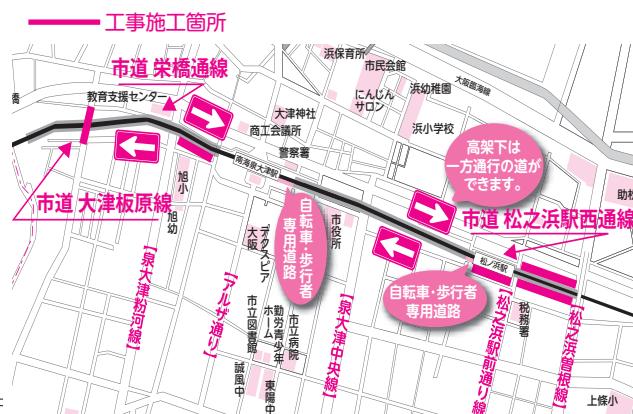 工事施工箇所
市道 栄橋通線
教育支援センター
橋
浜保育所
市民会館
大阪臨海線
にんじん
サロン
浜幼稚園
浜小学校
大津神社
商工会議所
警察署
南海泉大津駅
高架下は
一方通行の道が
できます。
助松
市道 大津板原線
旭小
旭幼
市道 松之浜駅西通線
自転車・歩行者
専用道路
市役所
テクスピア
大阪
松ノ浜駅
自転車・歩行者
専用道路
【泉大津粉河線】
【アルザ通り】
市立図書館
勤労青少年
ホーム
市立病院
【泉大津中央線】
【松之浜駅前通り線】
税務署
【松之浜曽根線】
誠風中
東陽中
上條小